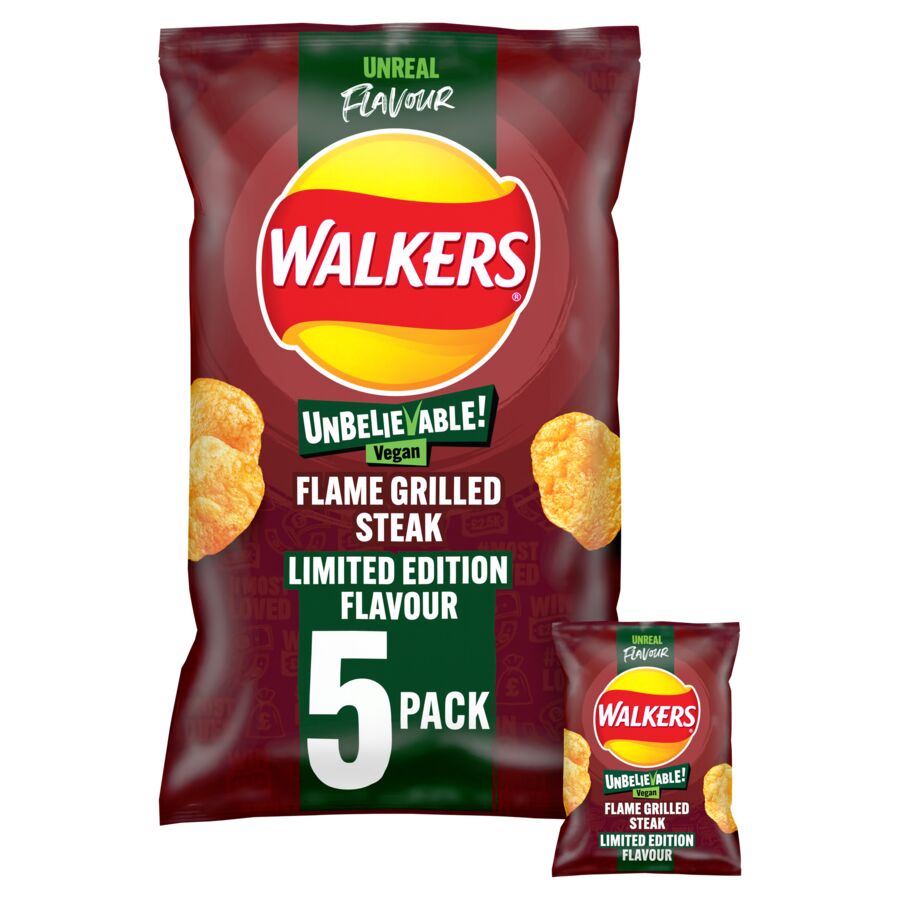 UNREAL
FLAVOUR
WALKERS
®
UNBELIEVABLE!
Vegan
FLAME GRILLED
STEAK
LIMITED EDITION
FLAVOUR
5 PACK
UNREAL
FLAVOUR
WALKERS
UNBELIEVABLE!
Vegan
FLAME GRILLED
STEAK
LIMITED EDITION
FLAVOUR